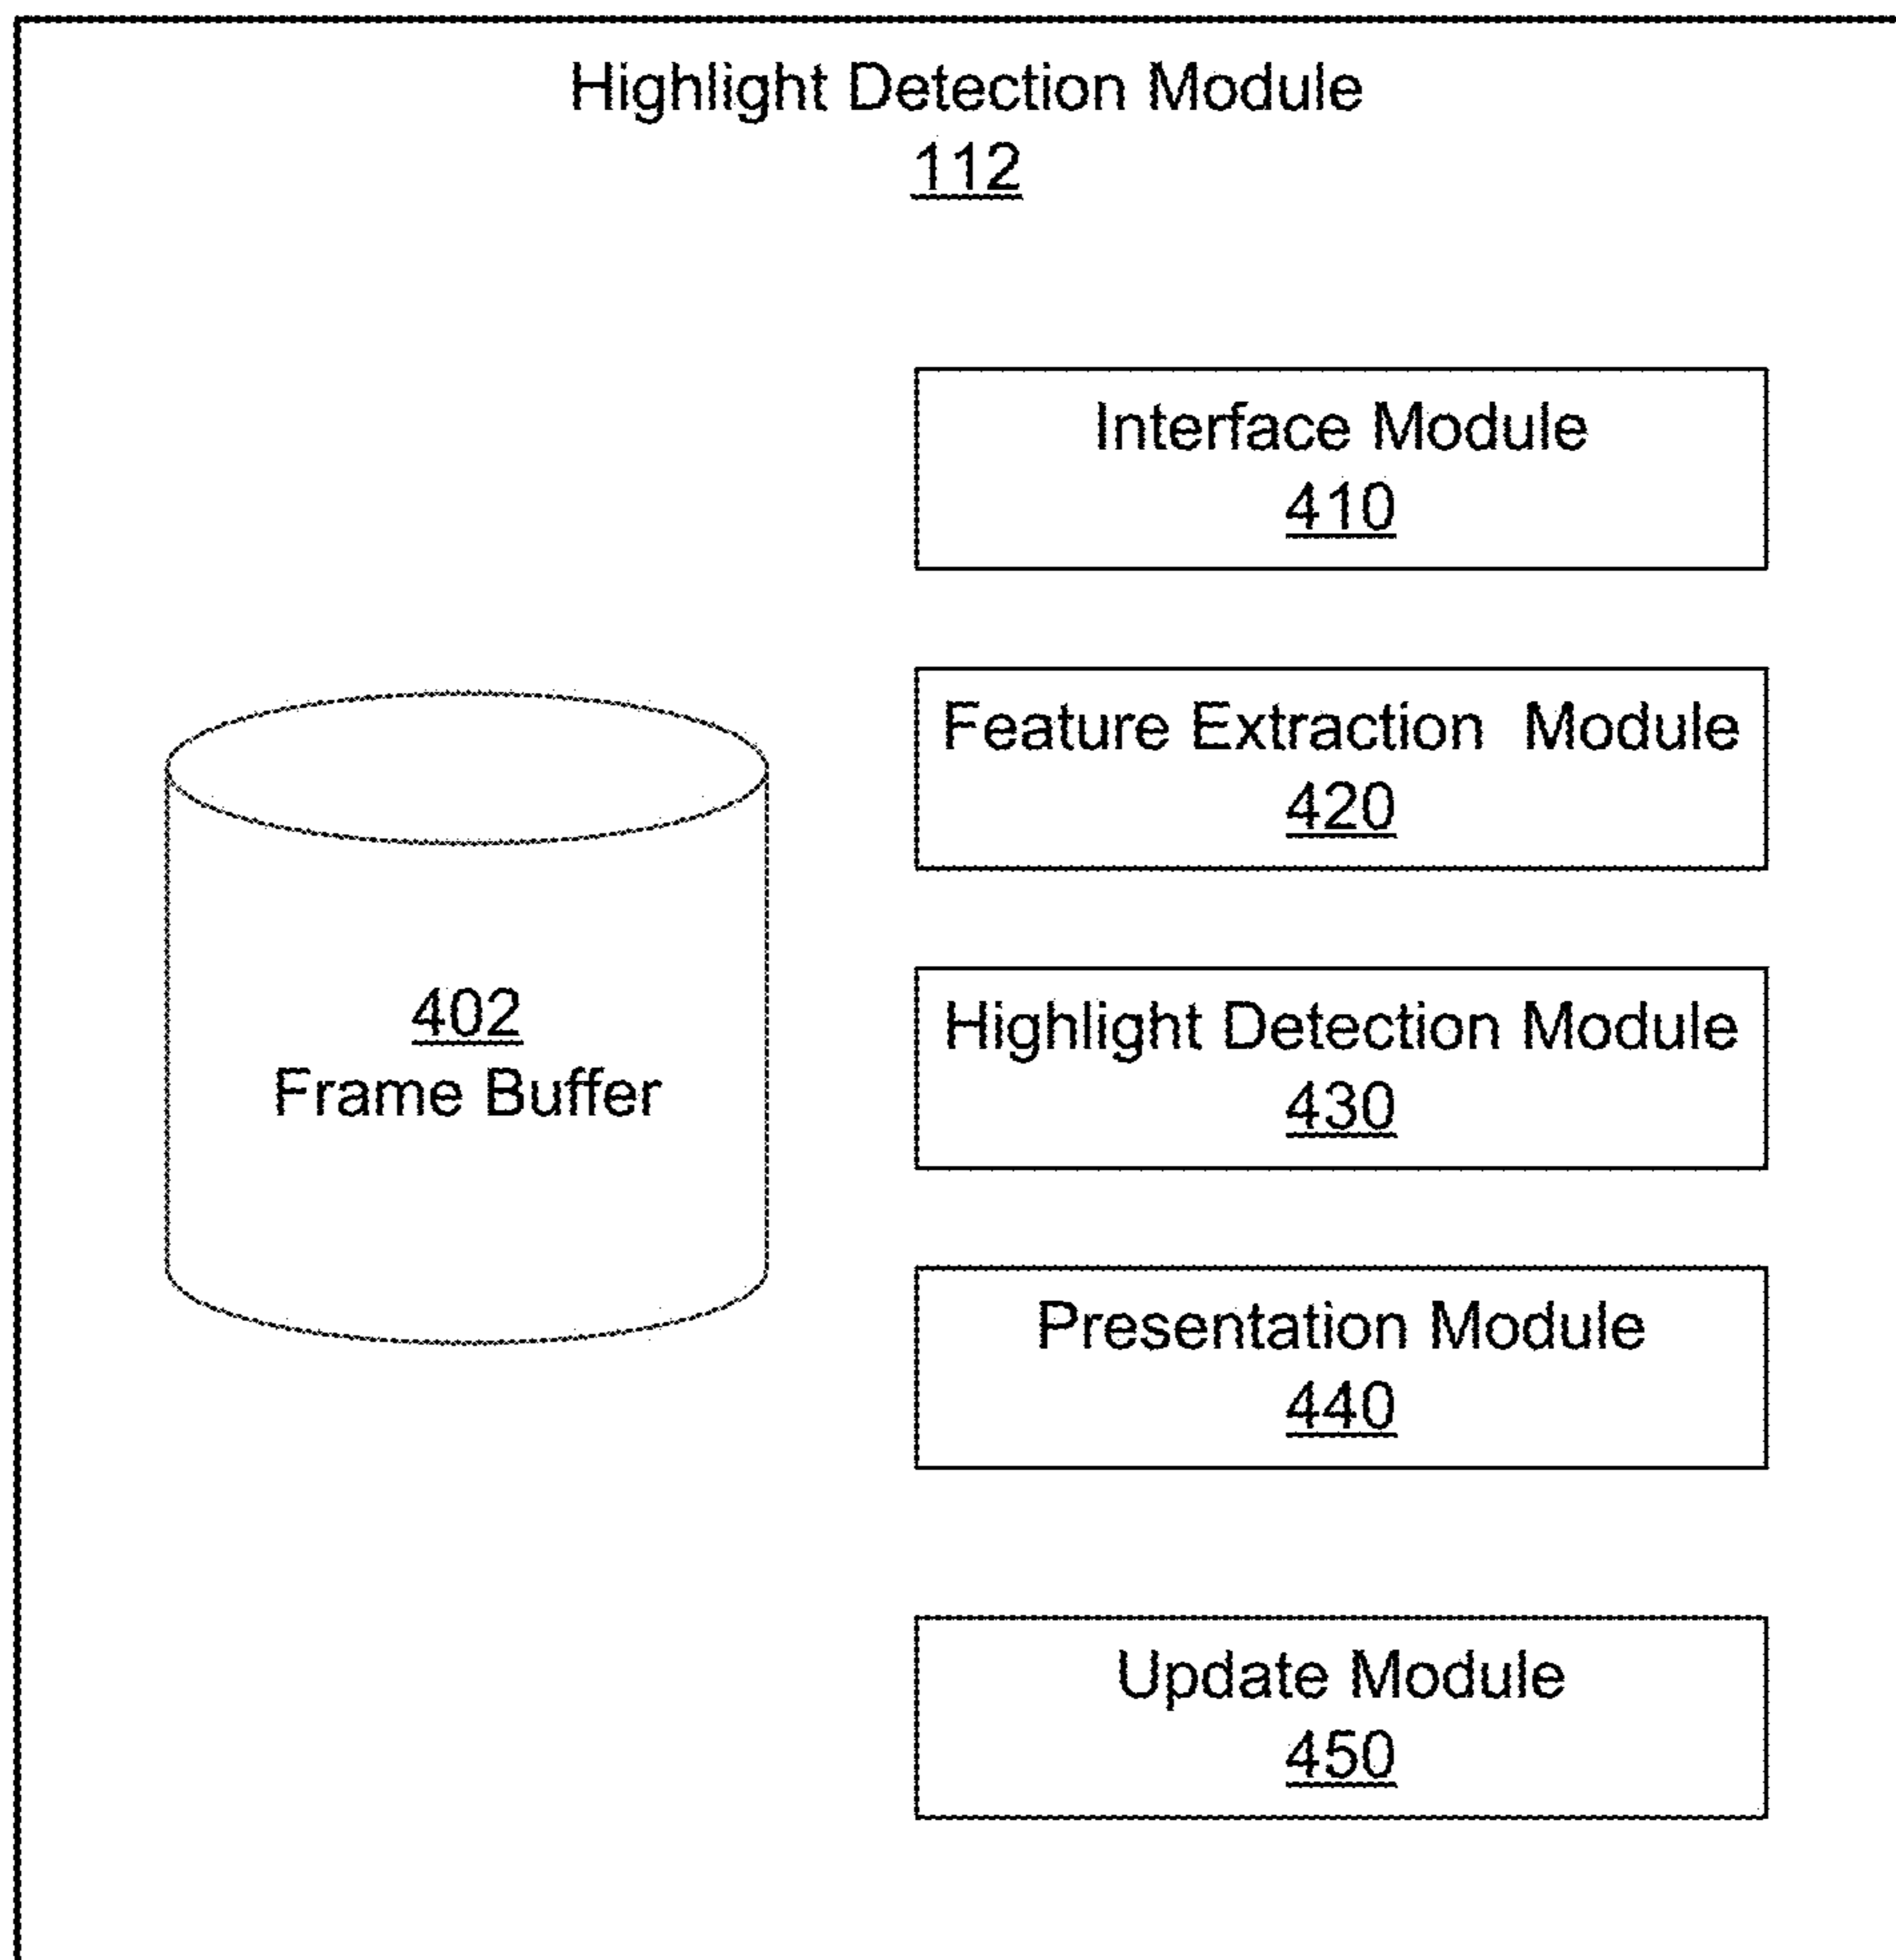 Highlight Detection Module
112
Interface Module
410
Feature Extraction Module
420
402
Frame Buffer
Highlight Detection Module
430
Presentation Module
440
Update Module
450